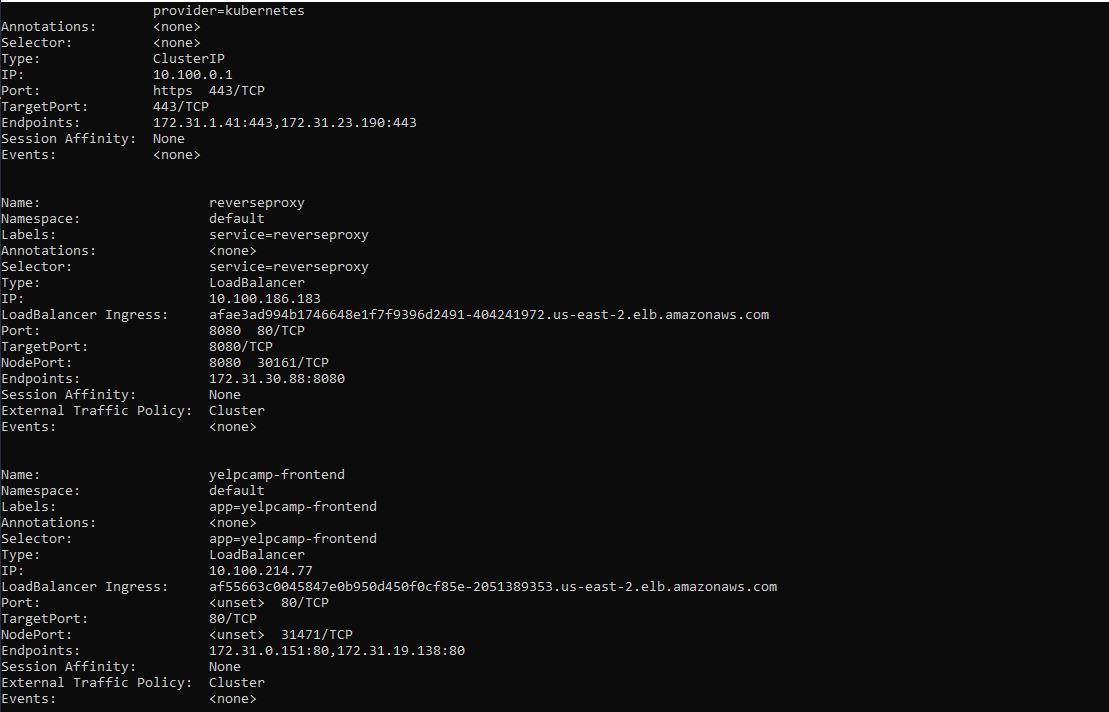 provider=kubernetes
Annotations: <none>
Selector: <none>
Type: ClusterIP
IP: 10.100.0.1
Port: https 443/TCP
TargetPort: 443/TCP
Endpoints: 172.31.1.41:443,172.31.23.190:443
Session Affinity: None
Events: <none>
Name: reverseproxy
Namespace: default
Labels: service=reverseproxy
Annotations: <none>
Selector: service=reverseproxy
Type: LoadBalancer
IP: 10.100.186.183
LoadBalancer Ingress: afae3ad994b1746648e1f7f9396d2491-404241972.us-east-2.elb.amazonaws.com
Port: 8080 80/TCP
TargetPort: 8080/TCP
NodePort: 8080 30161/TCP
Endpoints: 172.31.30.88:8080
Session Affinity: None
External Traffic Policy: Cluster
Events: <none>
Name: yelpcamp-frontend
Namespace: default
Labels: app=yelpcamp-frontend
Annotations: <none>
Selector: app=yelpcamp-frontend
Type: LoadBalancer
IP: 10.100.214.77
LoadBalancer Ingress: af55663c0045847e0b950d450f0cf85e-2051389353.us-east-2.elb.amazonaws.com
Port: <unset> 80/TCP
TargetPort: 80/TCP
NodePort: <unset> 31471/TCP
Endpoints: 172.31.0.151:80,172.31.19.138:80
Session Affinity: None
External Traffic Policy: Cluster
Events: <none>